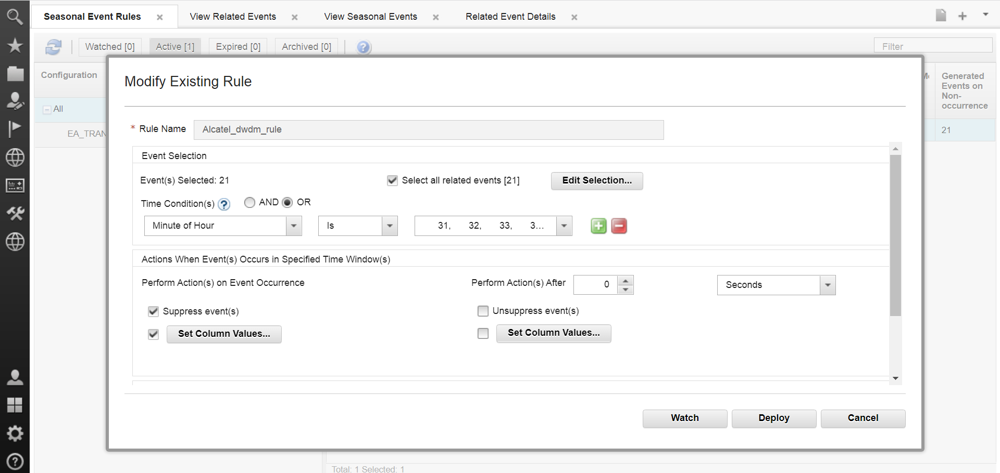 Seasonal Event Rules
View Related Events
View Seasonal Events
Related Event Details
Watched [0]
Active [1]
Expired [0]
Archived [0]
Filter
Configuration
Generated
Events on
Non-
occurrence
All
EA_TRAN
21
Modify Existing Rule
* Rule Name
Alcatel_dwdm_rule
Event Selection
Event(s) Selected: 21
Select all related events [21]
Edit Selection...
Time Condition(s)
AND
OR
Minute of Hour
Is
31, 32, 33, 3...
Actions When Event(s) Occurs in Specified Time Window(s)
Perform Action(s) on Event Occurrence
Perform Action(s) After
0
Seconds
Suppress event(s)
Unsuppress event(s)
Set Column Values...
Set Column Values...
Watch
Deploy
Cancel
Total: 1 Selected: 1